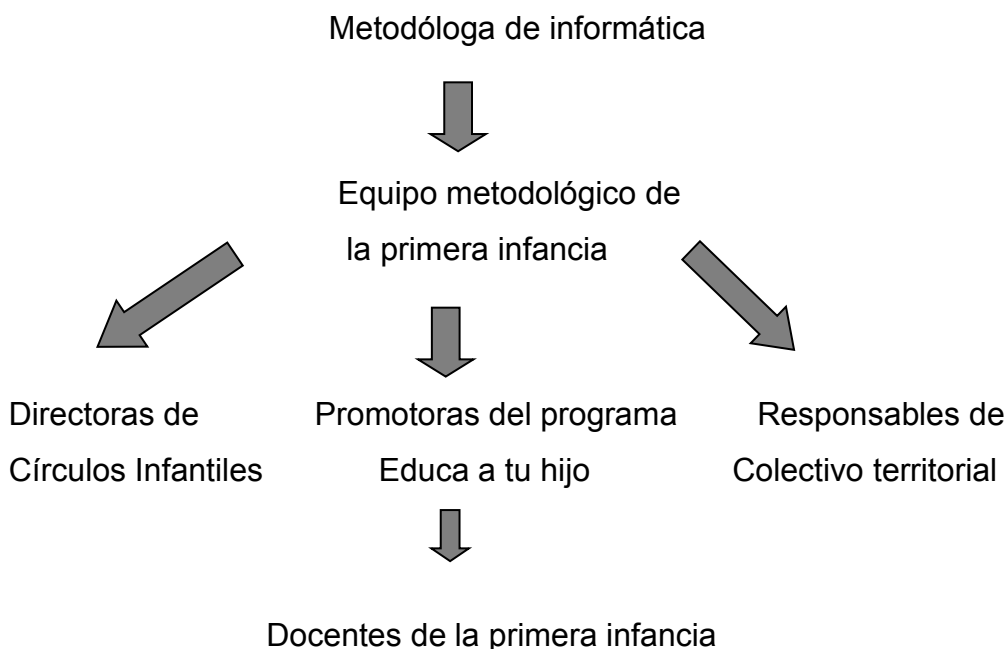 Metodóloga de informática
Equipo metodológico de
la primera infancia
Directoras de
Círculos Infantiles
Promotoras del programa
Educa a tu hijo
Responsables de
Colectivo territorial
Docentes de la primera infancia